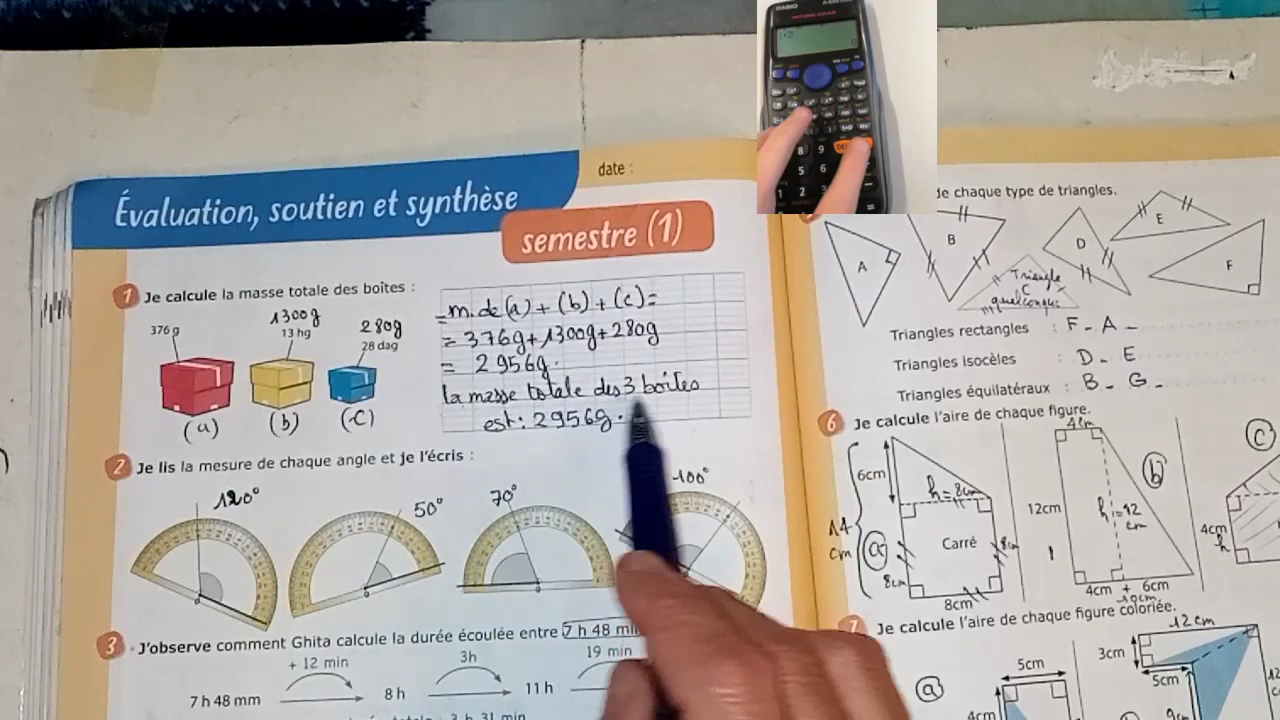 CASIO
date :
Évaluation, soutien et synthèse
semestre (1)
1 Je calcule la masse totale des boîtes :
376 g
1300g
13 hg
280g
28 dag
(a)
(b)
(c)
= m. de (a) + (b) + (c) =
= 376g + 1300g + 280g
= 2956g.
la masse totale des 3 boîtes
est : 2956g.
2 Je lis la mesure de chaque angle et je l'écris :
120°
50°
70°
100°
3 J'observe comment Ghita calcule la durée écoulée entre 7 h 48 min
+ 12 min
3h
19 min
7 h 48 mm
8 h
11 h
3 h 31 min
de chaque type de triangles.
A
B
Triangle
C
quelconque
D
E
F
Triangles rectangles : F - A -
Triangles isocèles : D - E
Triangles équilatéraux : B - G -
6 Je calcule l'aire de chaque figure.
6cm
h = 8cm
14
cm
(a)
Carré
8cm
8cm
8cm
4cm
12cm
h = 12
cm
(b)
4cm + 6cm
10cm
(c)
4cm
h
7 Je calcule l'aire de chaque figure coloriée.
(a)
5cm
4cm
12cm
3cm
5cm
9cm